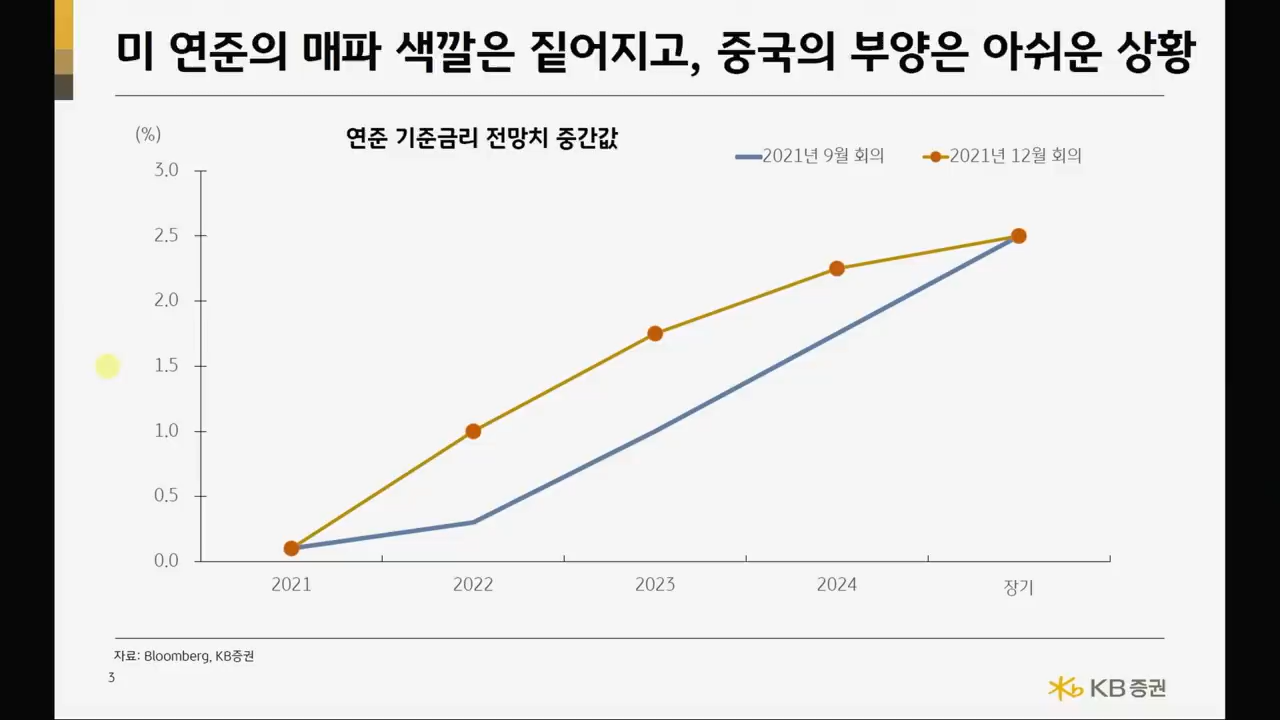 미 연준의 매파 색깔은 짙어지고, 중국의 부양은 아쉬운 상황
(%)
연준 기준금리 전망치 중간값
2021년 9월 회의
2021년 12월 회의
3.0
2.5
2.0
1.5
1.0
0.5
0.0
2021
2022
2023
2024
장기
자료: Bloomberg, KB증권
3
KB증권